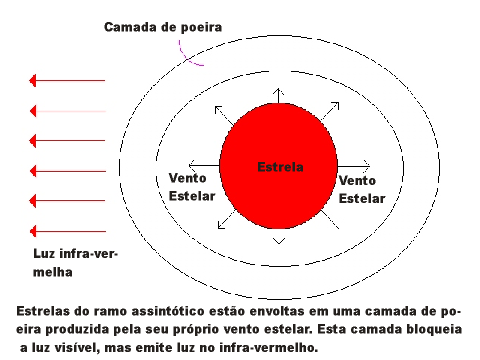 Camada de poeira
Estrela
Vento
Estelar
Vento
Estelar
Luz infra-ver-
melha
Estrelas do ramo assintótico estão envoltas em uma camada de po-
eira produzida pela seu próprio vento estelar. Esta camada bloqueia
a luz visível, mas emite luz no infra-vermelho.